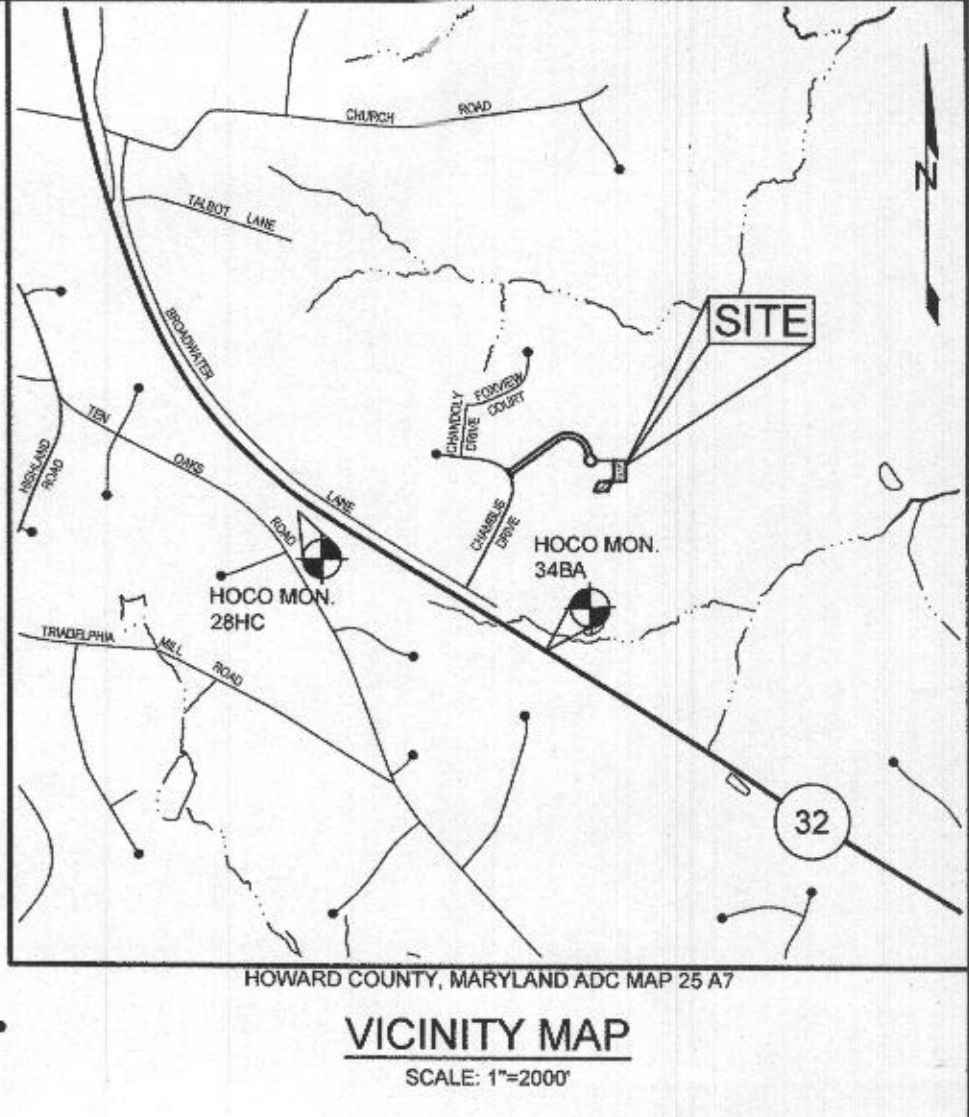 CHURCH ROAD
N
TALBOT LANE
SITE
BROADWATER
LANE
FOXVIEW
COURT
CHANDOLY
DRIVE
TEN
OAKS
ROAD
HIGHLAND
ROAD
CHAMBLIS
DRIVE
HOCO MON.
34BA
HOCO MON.
28HC
TRIADELPHIA
MILL
ROAD
32
HOWARD COUNTY, MARYLAND ADC MAP 25 A7
VICINITY MAP
SCALE: 1"=2000'